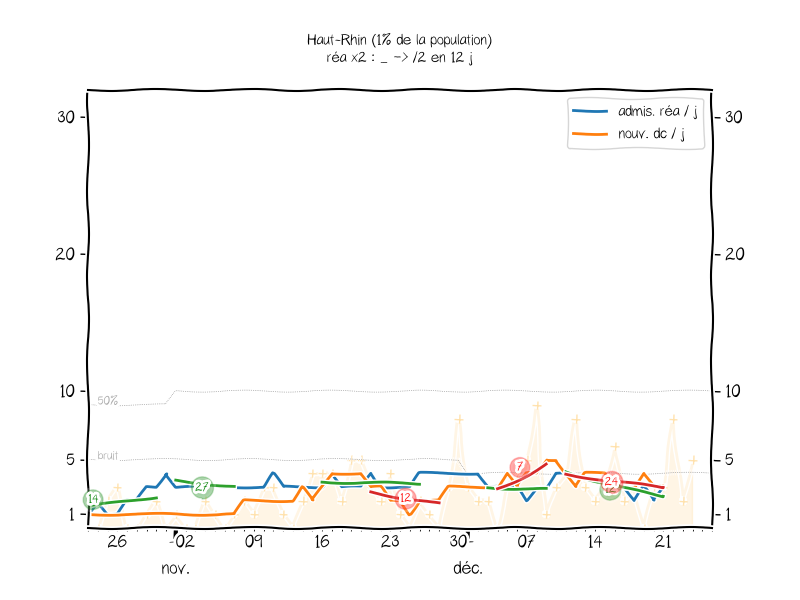 Haut-Rhin (1% de la population)
réa x2 : _ -> /2 en 12 j
admis. réa / j
nouv. dc / j
30 30
20 20
10 10
50%
5 5
bruit
1 1
14 27 12 7 24
26 02 09 16 23 30 07 14 21
nov. déc.